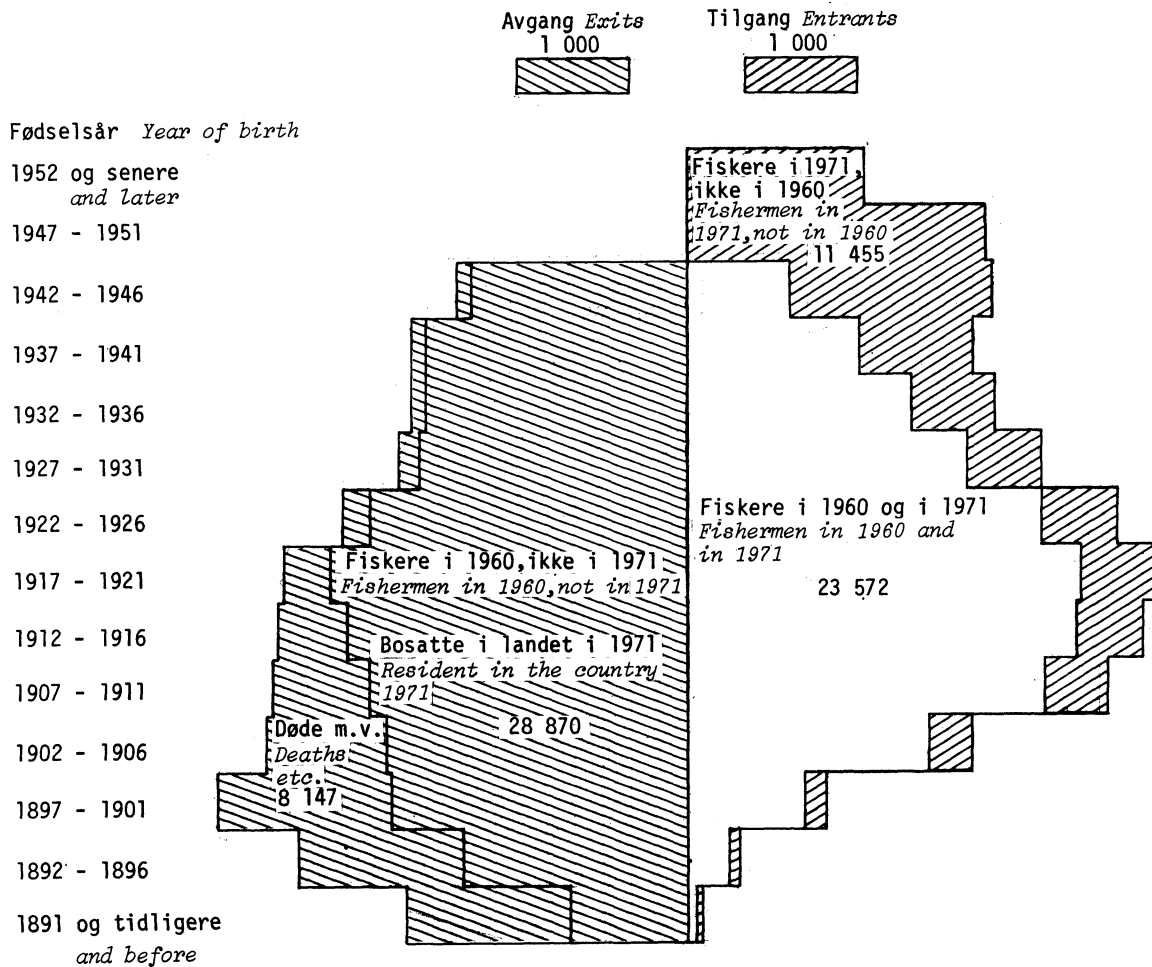 Avgang Exits
1 000
Tilgang Entrants
1 000
Fødselsår Year of birth
1952 og senere
and later
1947 - 1951
1942 - 1946
1937 - 1941
1932 - 1936
1927 - 1931
1922 - 1926
1917 - 1921
1912 - 1916
1907 - 1911
1902 - 1906
1897 - 1901
1892 - 1896
1891 og tidligere
and before
Fiskere i 1971,
ikke i 1960
Fishermen in
1971, not in 1960
11 455
Fiskere i 1960 og i 1971
Fishermen in 1960 and
in 1971
23 572
Fiskere i 1960, ikke i 1971
Fishermen in 1960, not in 1971
Bosatte i landet i 1971
Resident in the country
1971
28 870
Døde m.v.
Deaths
etc.
8 147